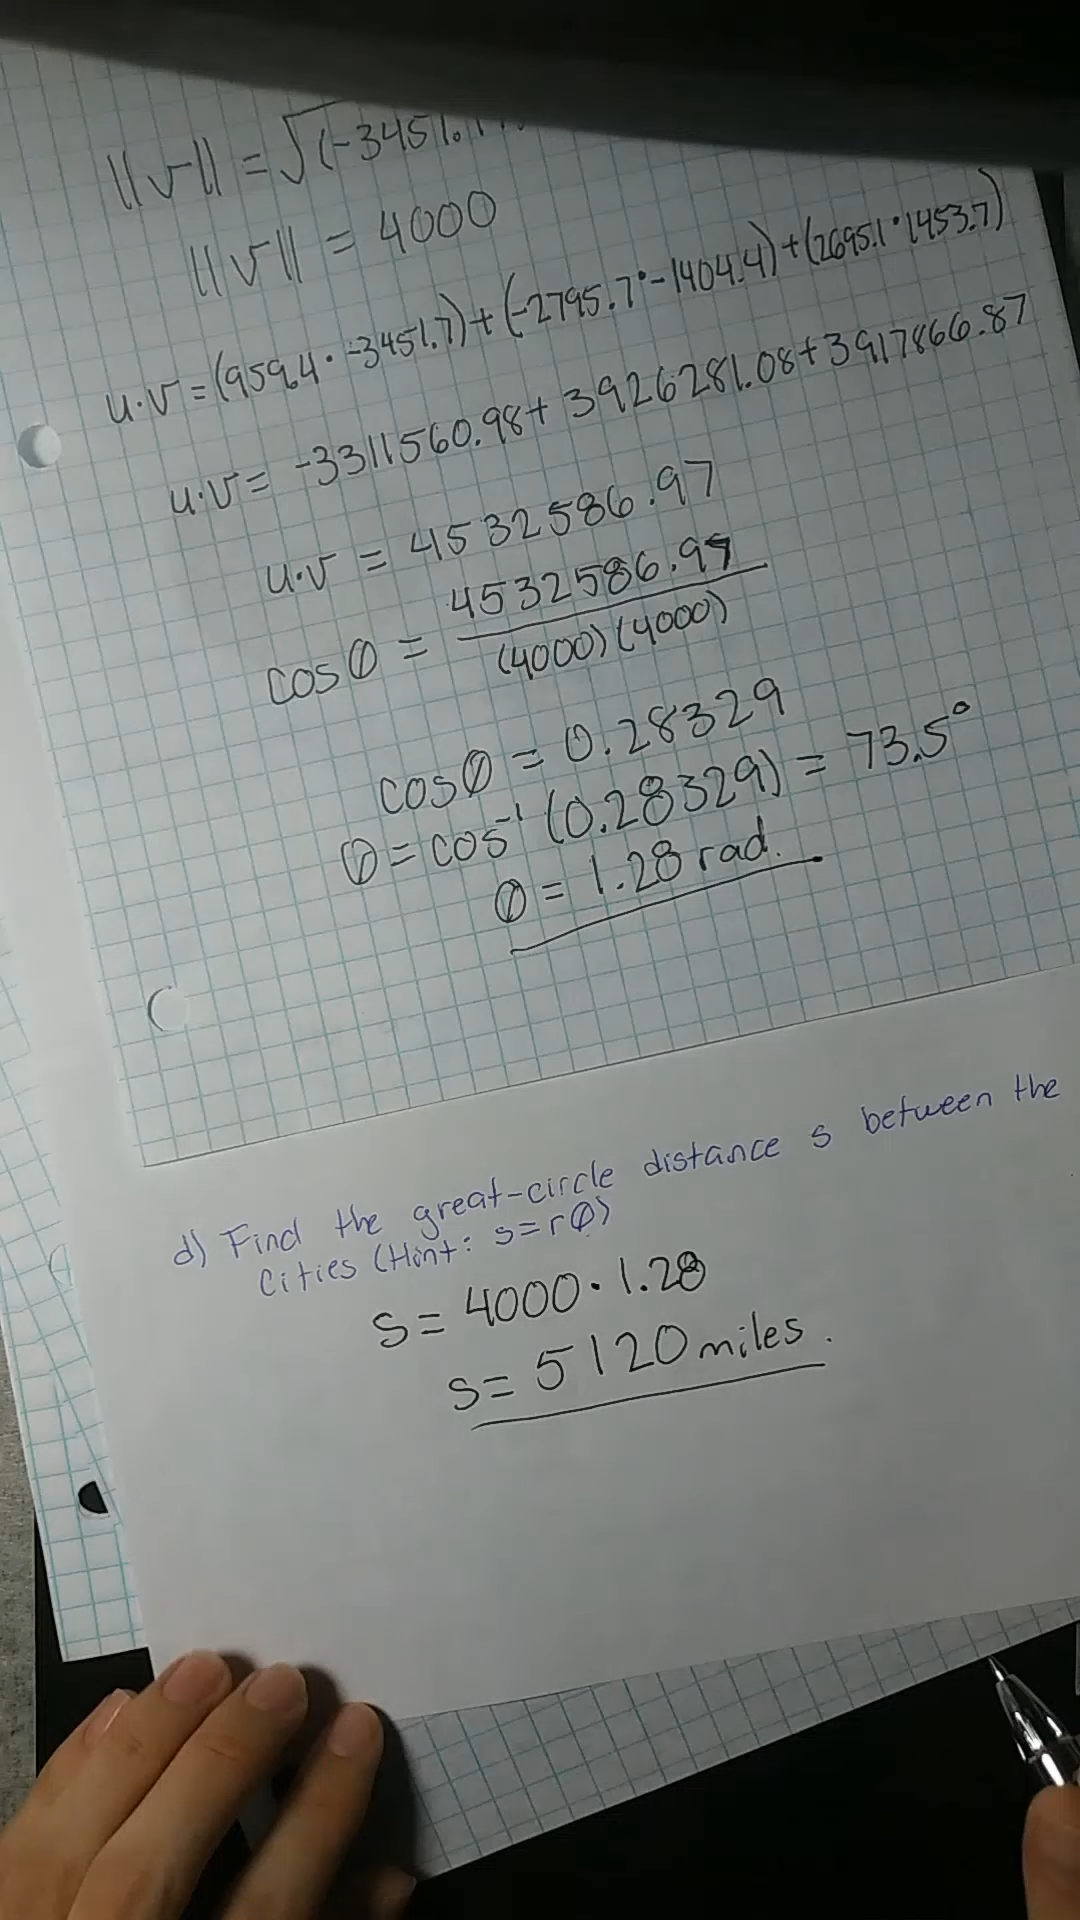 ||v|| = √(-3451.
||v|| = 4000
u·v = (959.4 · -3451.7) + (-2795.7 · -1404.4) + (2695.1 · 1453.7)
u·v = -3311560.98 + 3926281.08 + 3917866.87
u·v = 4532586.97
cosθ = 4532586.97
(4000)(4000)
cosθ = 0.28329
θ = cos⁻¹ (0.28329) = 73.5°
θ = 1.28 rad.
d) Find the great-circle distance s between the
Cities (Hint: s=rθ)
s = 4000 · 1.28
s = 5120 miles.